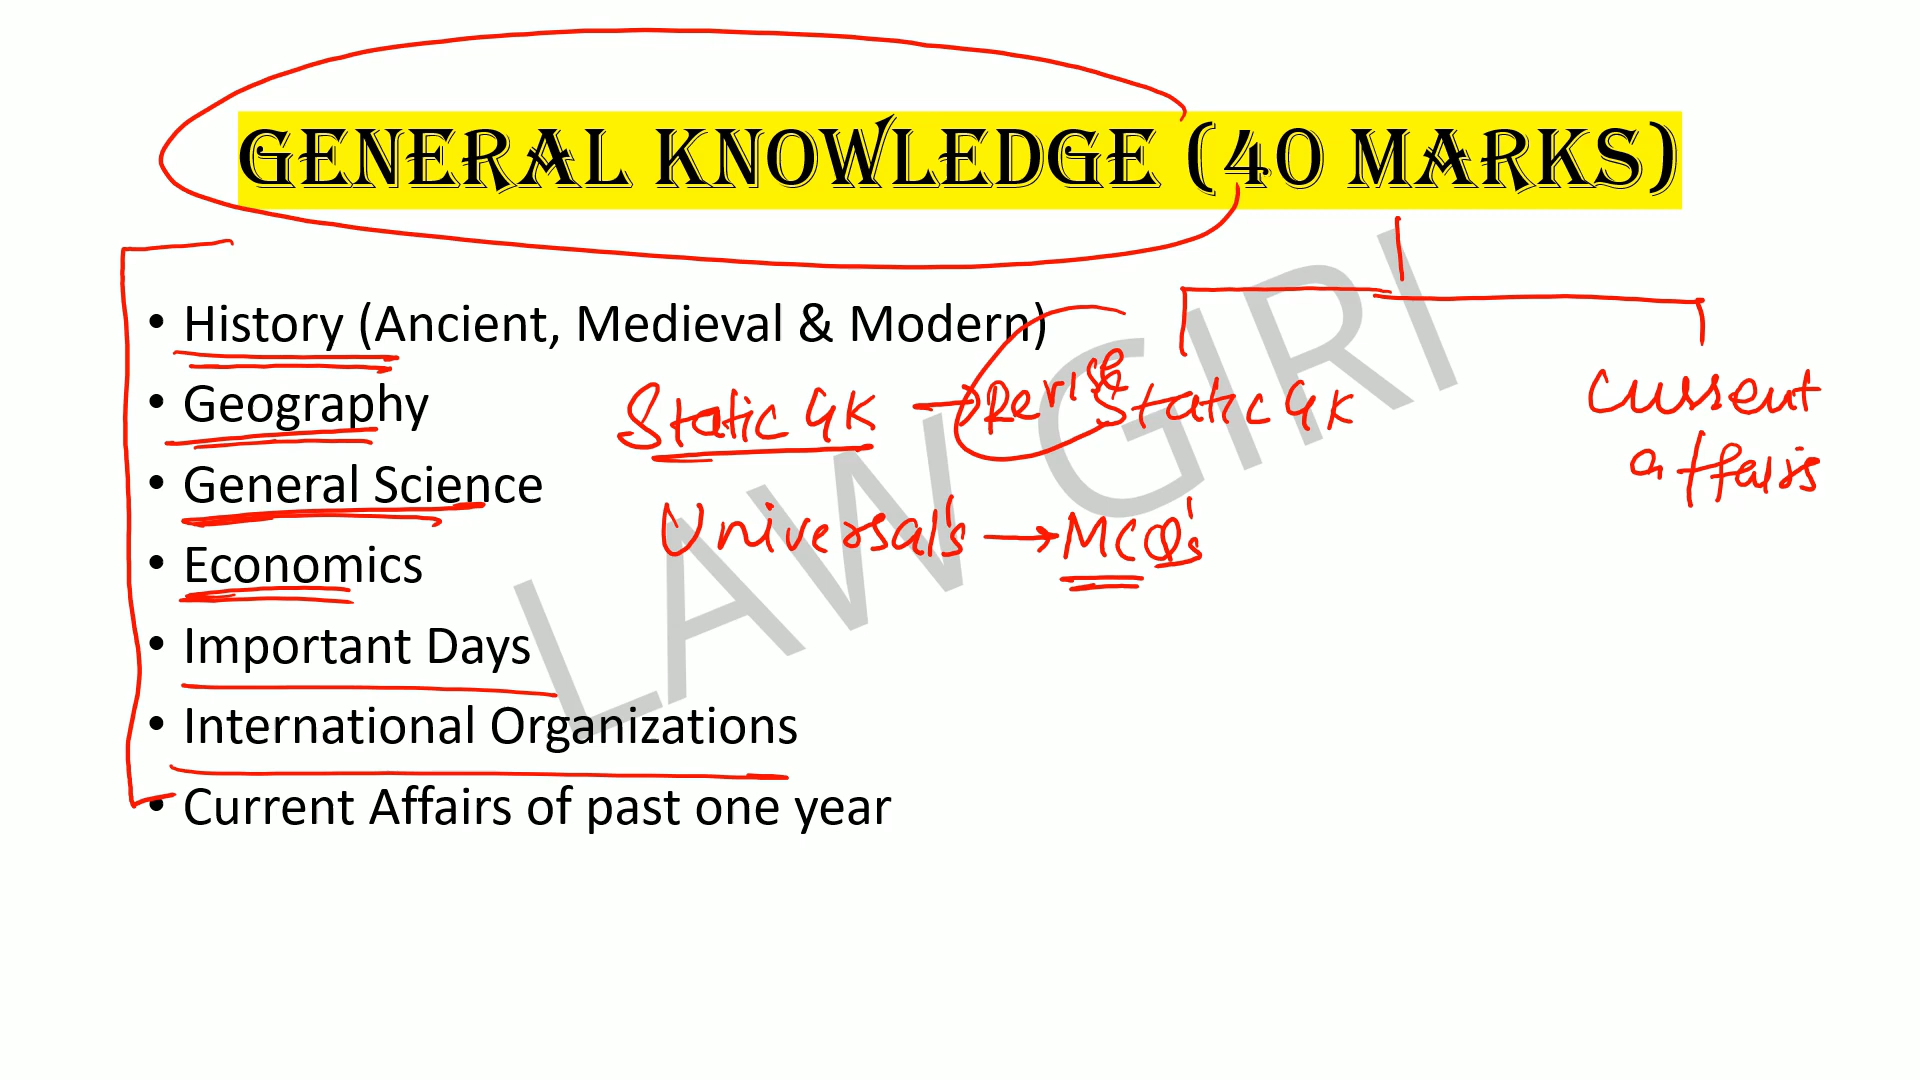 GENERAL KNOWLEDGE (40 MARKS)
• History (Ancient, Medieval & Modern)
• Geography
Static GK → Revise Static GK
Current
affairs
• General Science
Universal's → MCQ's
• Economics
• Important Days
• International Organizations
• Current Affairs of past one year
LAW GIRI